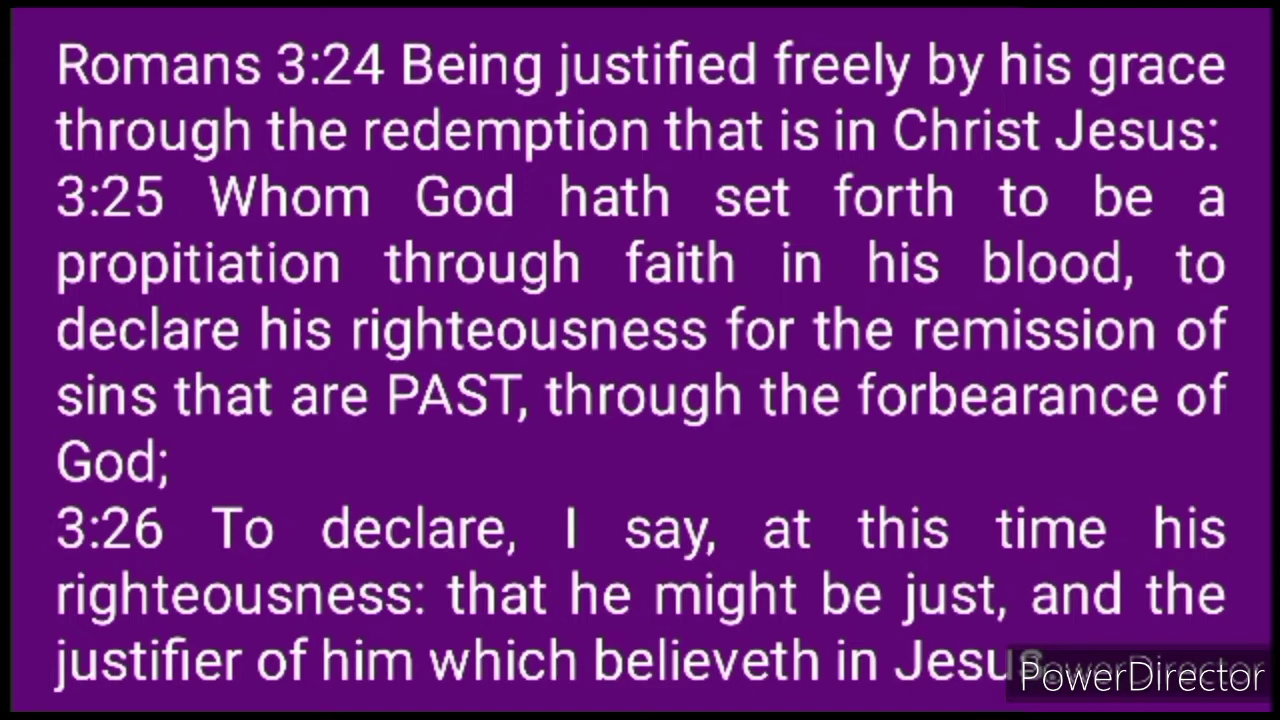 Romans 3:24 Being justified freely by his grace
through the redemption that is in Christ Jesus:
3:25 Whom God hath set forth to be a
propitiation through faith in his blood, to
declare his righteousness for the remission of
sins that are PAST, through the forbearance of
God;
3:26 To declare, I say, at this time his
righteousness: that he might be just, and the
justifier of him which believeth in Jesus.
PowerDirector